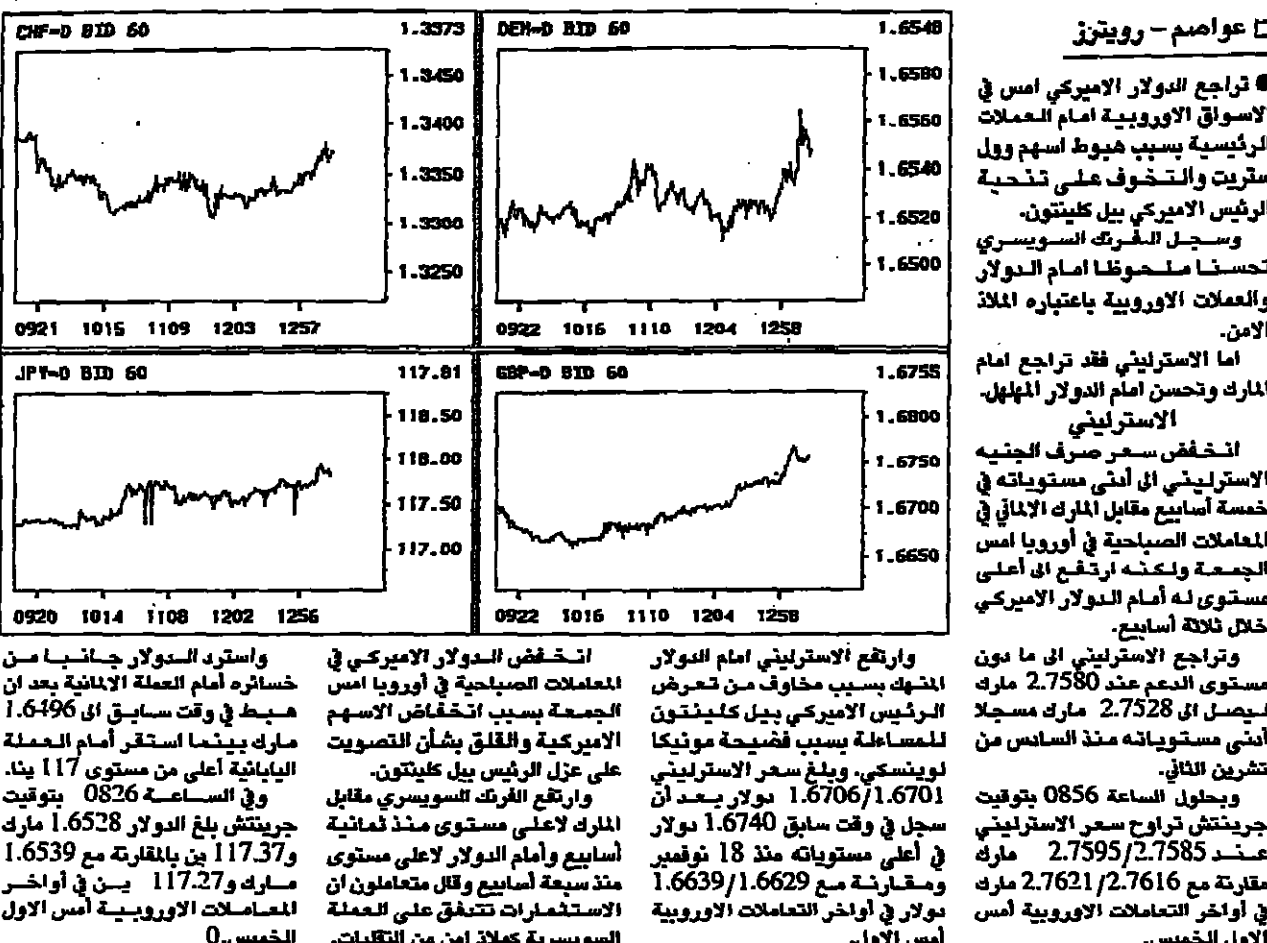 □ عواصم – رويترز
● تراجع الدولار الاميركي امس في
الاسواق الاوروبية امام العملات
الرئيسية بسبب هبوط اسهم وول
ستريت والتخوف على تنحية
الرئيس الاميركي بيل كلينتون.
وسجل الفرنك السويسري
تحسنا ملحوظا امام الدولار
والعملات الاوروبية باعتباره الملاذ
الامن.
اما الاسترليني فقد تراجع امام
المارك وتحسن امام الدولار المهلهل.
الاسترليني
انخفض سعر صرف الجنيه
الاسترليني الى أدنى مستوياته في
خمسة أسابيع مقابل المارك الالماني في
المعاملات الصباحية في أوروبا امس
الجمعة ولكنه ارتفع الى أعلى
مستوى له أمام الدولار الاميركي
خلال ثلاثة أسابيع.
وتراجع الاسترليني الى ما دون
مستوى الدعم عند 2.7580 مارك
ليصل الى 2.7528 مارك مسجلا
أدنى مستوياته منذ السادس من
تشرين الثاني.
وبحلول الساعة 0856 بتوقيت
جرينتش تراوح سعر الاسترليني
عند 2.7595/2.7585 مارك
مقارنة مع 2.7621/2.7616 مارك
في أواخر التعاملات الاوروبية أمس
الاول الخميس.
CHF=D BID 60
1.3373
1.3450
1.3400
1.3350
1.3300
1.3250
0921 1015 1109 1203 1257
DEM=D BID 60
1.6548
1.6580
1.6560
1.6540
1.6520
1.6500
0922 1016 1110 1204 1258
JPY=D BID 60
117.81
118.50
118.00
117.50
117.00
0920 1014 1108 1202 1256
GBP=D BID 60
1.6755
1.6800
1.6750
1.6700
1.6650
0922 1016 1110 1204 1258
وارتفع الاسترليني امام الدولار
المنهك بسبب مخاوف من تعرض
الرئيس الاميركي بيل كلينتون
للمساءلة بسبب فضيحة مونيكا
لوينسكي. وبلغ سعر الاسترليني
1.6706/1.6701 دولار بعد أن
سجل في وقت سابق 1.6740 دولار
في أعلى مستوياته منذ 18 نوفمبر
ومقارنة مع 1.6639/1.6629
دولار في أواخر التعاملات الاوروبية
أمس الاول.
انخفض الدولار الاميركي في
المعاملات الصباحية في أوروبا امس
الجمعة بسبب انخفاض الاسهم
الاميركية والقلق بشأن التصويت
على عزل الرئيس بيل كلينتون.
وارتفع الفرنك السويسري مقابل
المارك لاعلى مستوى منذ ثمانية
أسابيع وأمام الدولار لاعلى مستوى
منذ سبعة أسابيع وقال متعاملون ان
الاستثمارات تتدفق على العملة
السويسرية كملاذ امن من التقلبات.
واسترد الدولار جانبا من
خسائره أمام العملة الالمانية بعد ان
هبط في وقت سابق الى 1.6496
مارك بينما استقر أمام العملة
اليابانية أعلى من مستوى 117 ينا.
وفي الساعة 0826 بتوقيت
جرينتش بلغ الدولار 1.6528 مارك
و117.37 ين بالمقارنة مع 1.6539
مارك و117.27 ين في أواخر
المعاملات الاوروبية أمس الاول
الخميس.0